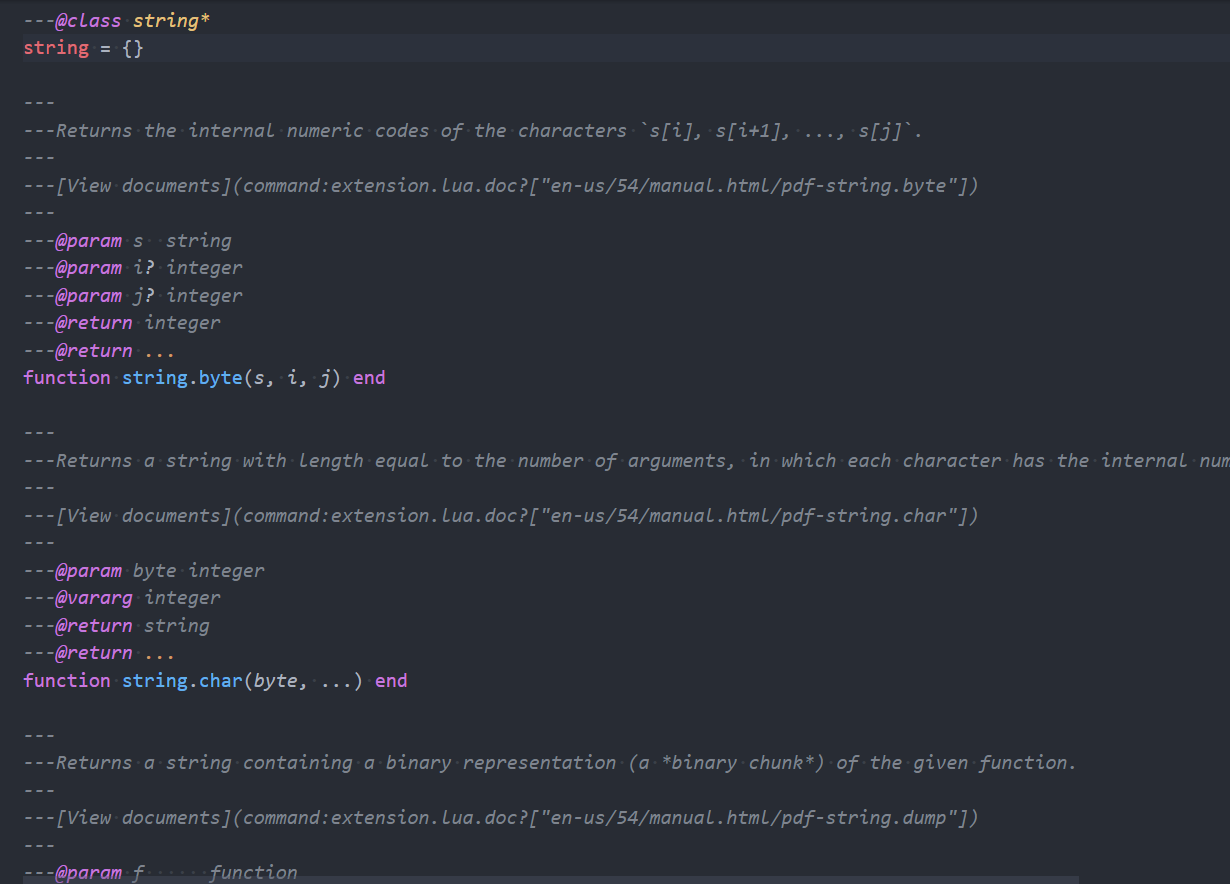 ---@class string*
string = {}
---
---Returns the internal numeric codes of the characters `s[i], s[i+1], ..., s[j]`.
---
---[View documents](command:extension.lua.doc?["en-us/54/manual.html/pdf-string.byte"])
---
---@param s  string
---@param i? integer
---@param j? integer
---@return integer
---@return ...
function string.byte(s, i, j) end
---
---Returns a string with length equal to the number of arguments, in which each character has the internal
---
---[View documents](command:extension.lua.doc?["en-us/54/manual.html/pdf-string.char"])
---
---@param byte integer
---@vararg integer
---@return string
---@return ...
function string.char(byte, ...) end
---
---Returns a string containing a binary representation (a *binary chunk*) of the given function.
---
---[View documents](command:extension.lua.doc?["en-us/54/manual.html/pdf-string.dump"])
---
---@param f      function